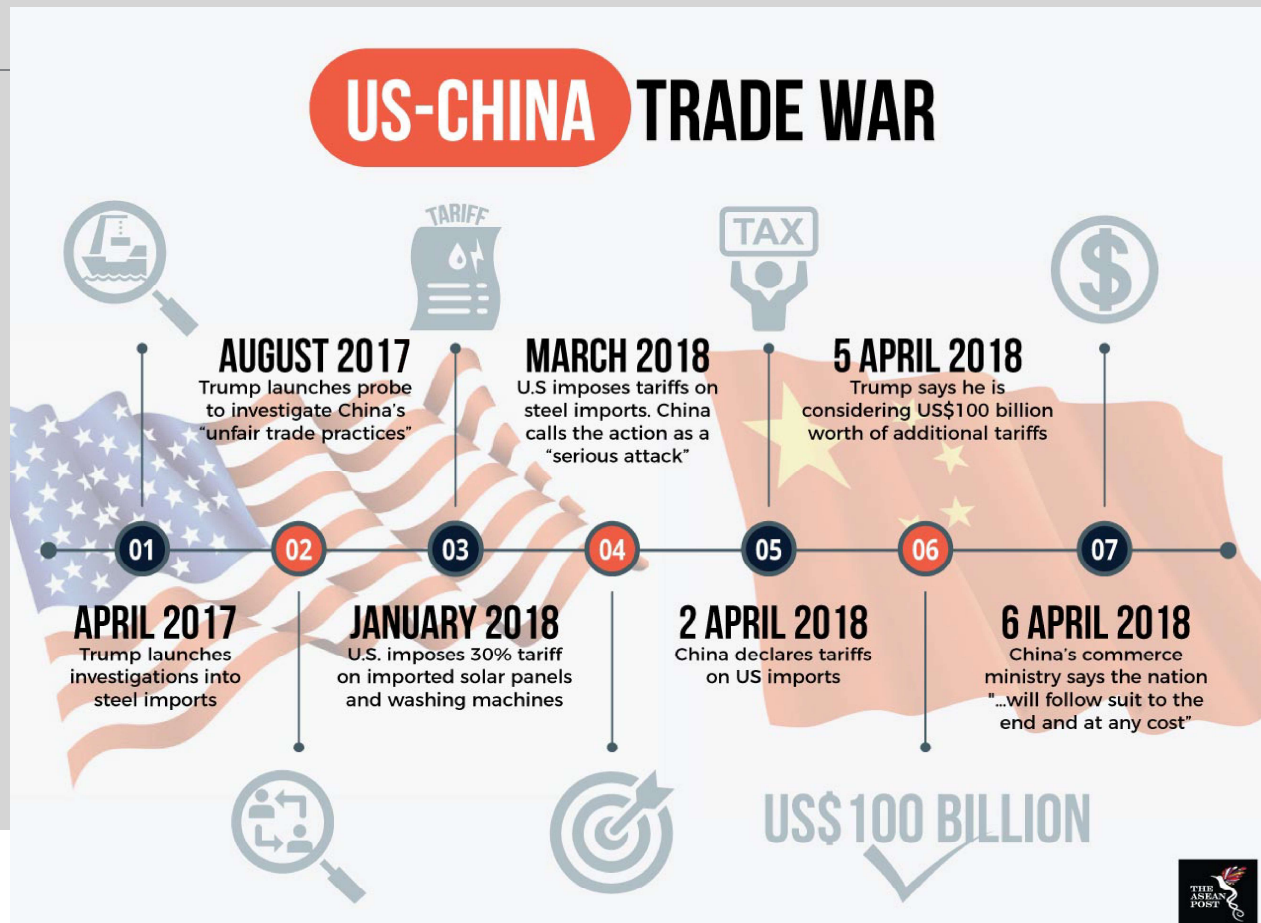 US-CHINA TRADE WAR
TARIFF
TAX
AUGUST 2017
Trump launches probe
to investigate China's
“unfair trade practices”
MARCH 2018
U.S imposes tariffs on
steel imports. China
calls the action as a
“serious attack”
5 APRIL 2018
Trump says he is
considering US$100 billion
worth of additional tariffs
01
02
03
04
05
06
07
APRIL 2017
Trump launches
investigations into
steel imports
JANUARY 2018
U.S. imposes 30% tariff
on imported solar panels
and washing machines
2 APRIL 2018
China declares tariffs
on US imports
6 APRIL 2018
China's commerce
ministry says the nation
"...will follow suit to the
end and at any cost”
US$100 BILLION
THE
ASEAN
POST